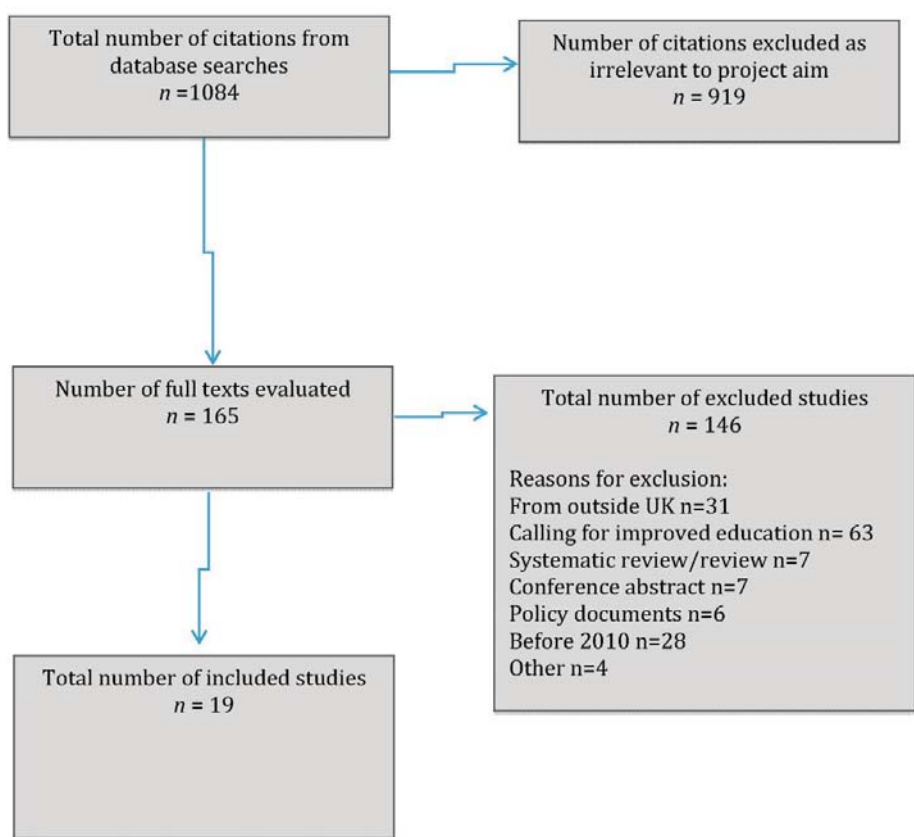 Total number of citations from
database searches
n =1084
Number of citations excluded as
irrelevant to project aim
n = 919
Number of full texts evaluated
n = 165
Total number of excluded studies
n = 146
Reasons for exclusion:
From outside UK n=31
Calling for improved education n= 63
Systematic review/review n=7
Conference abstract n=7
Policy documents n=6
Before 2010 n=28
Other n=4
Total number of included studies
n = 19